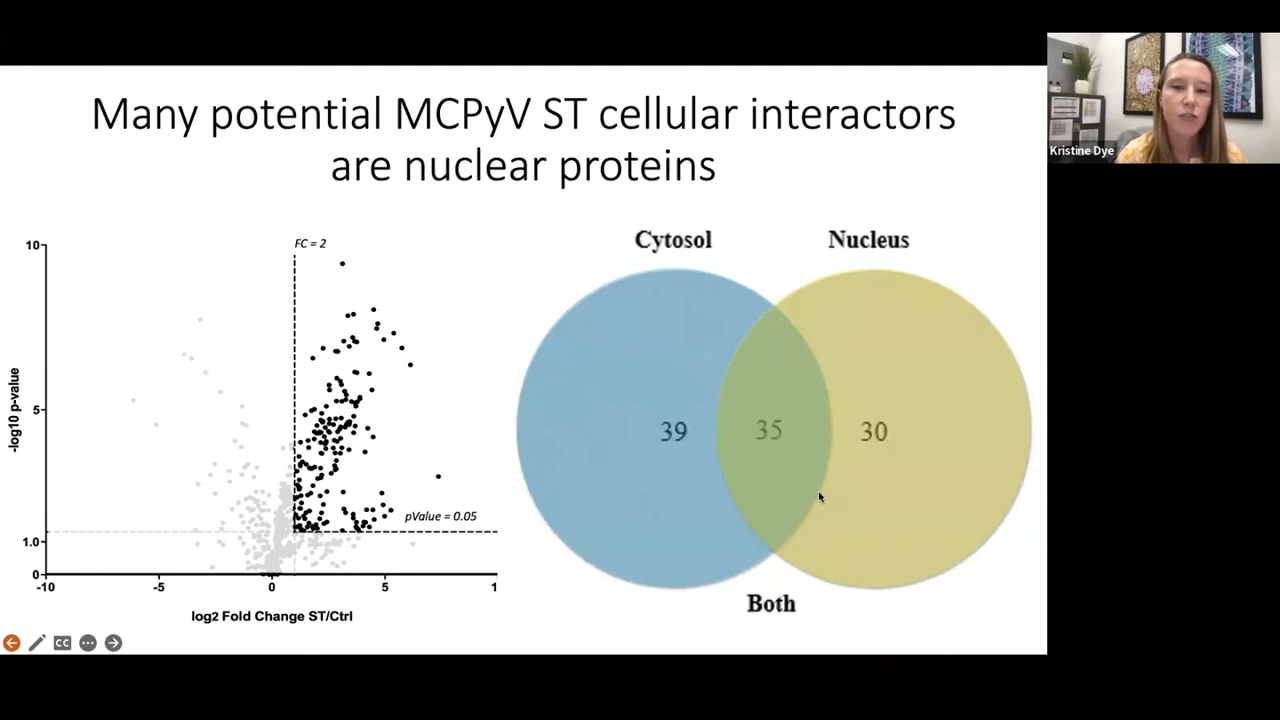 Many potential MCPyV ST cellular interactors
are nuclear proteins
Kristine Dye
FC = 2
10
5
1.0
0
-log10 p-value
pValue = 0.05
-10
-5
0
5
1
log2 Fold Change ST/Ctrl
Cytosol
Nucleus
39
35
30
Both
CC